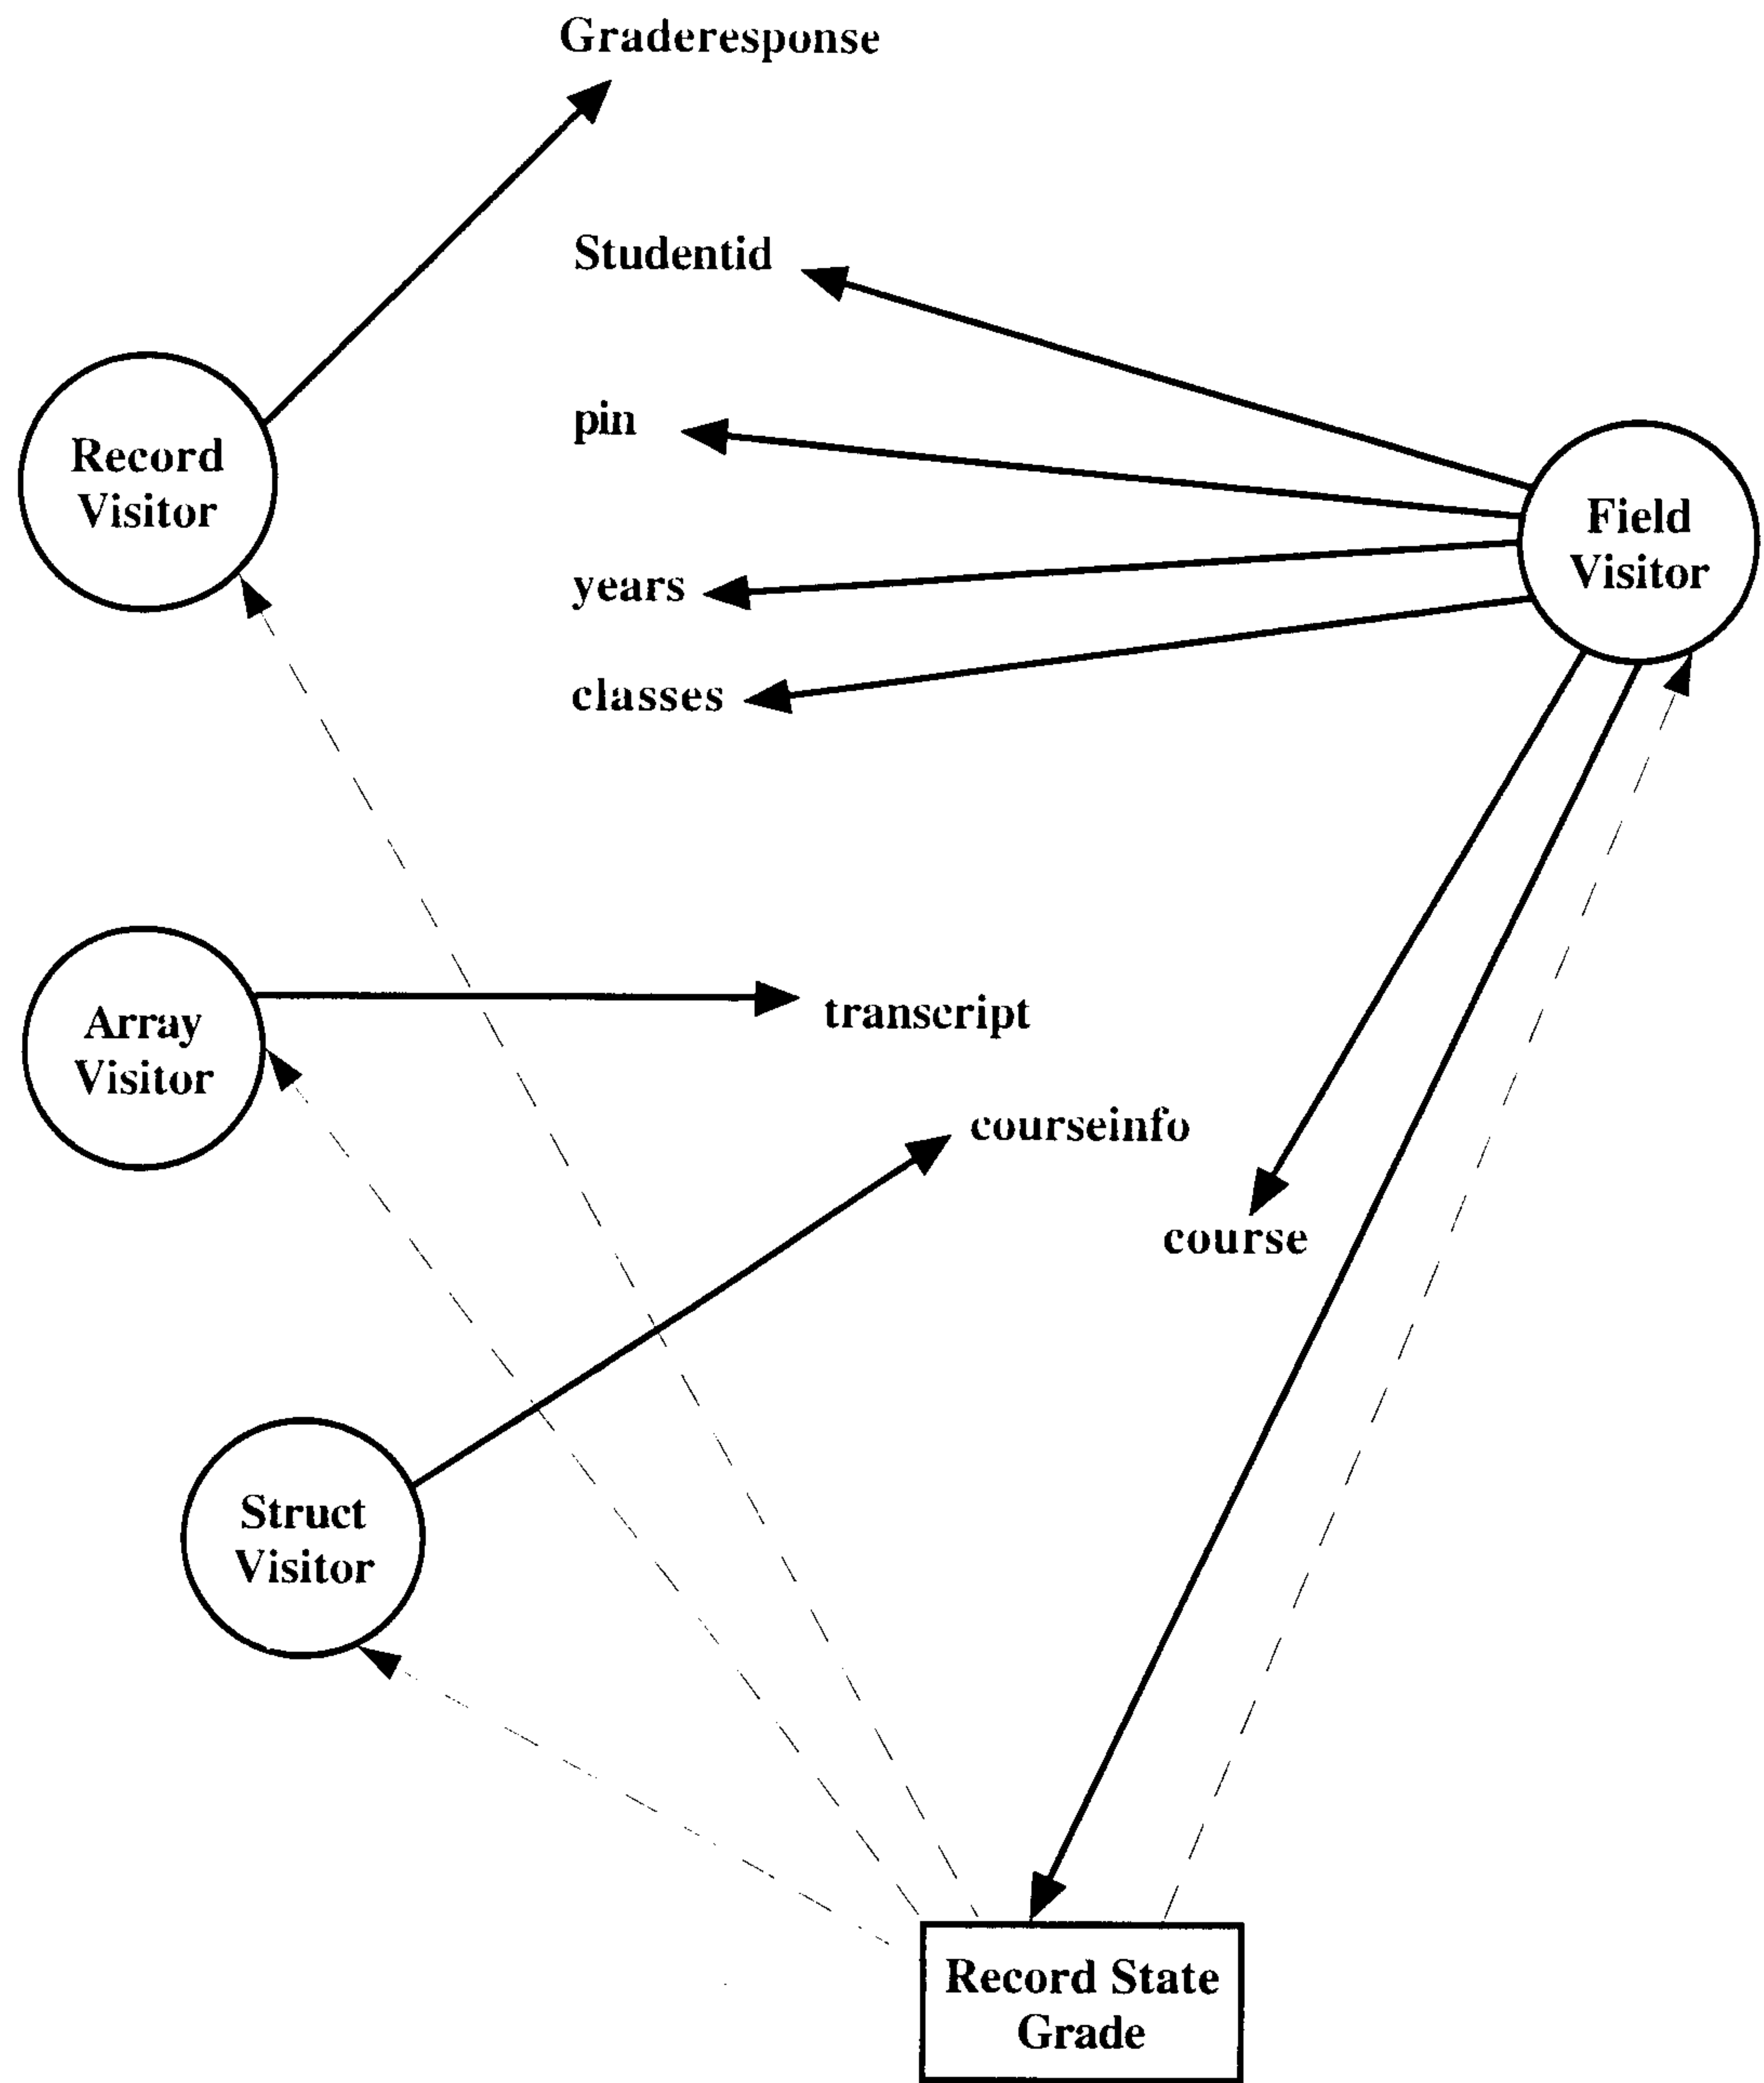 Graderesponse
Studentid
pin
Record
Visitor
Field
Visitor
years
classes
Array
Visitor
transcript
courseinfo
course
Struct
Visitor
Record State
Grade